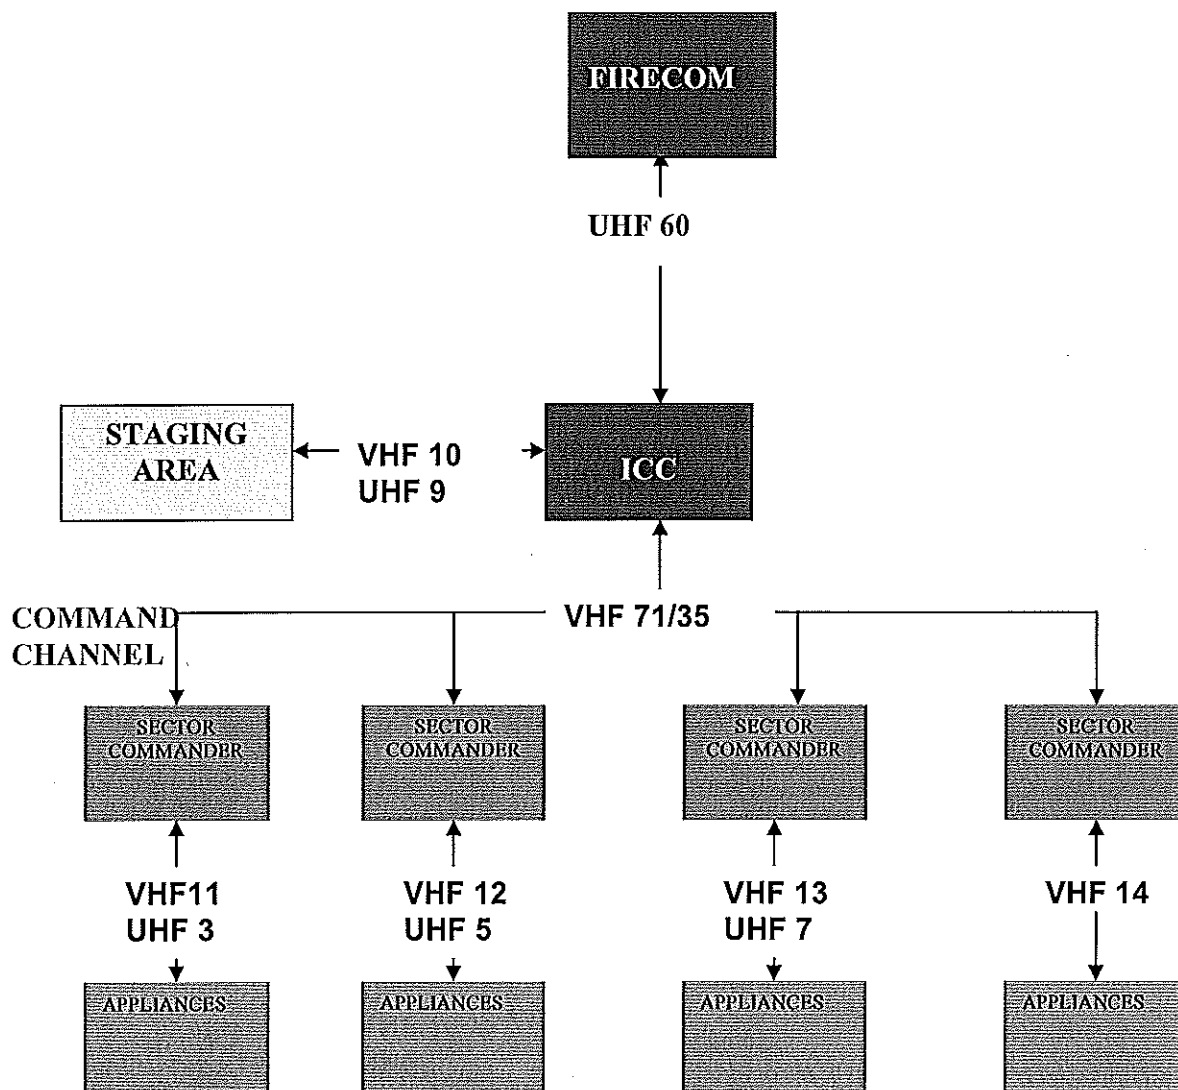 FIRECOM
UHF 60
STAGING
AREA
VHF 10
UHF 9
ICC
COMMAND
CHANNEL
VHF 71/35
SECTOR
COMMANDER
SECTOR
COMMANDER
SECTOR
COMMANDER
SECTOR
COMMANDER
VHF11
UHF 3
VHF 12
UHF 5
VHF 13
UHF 7
VHF 14
APPLIANCES
APPLIANCES
APPLIANCES
APPLIANCES